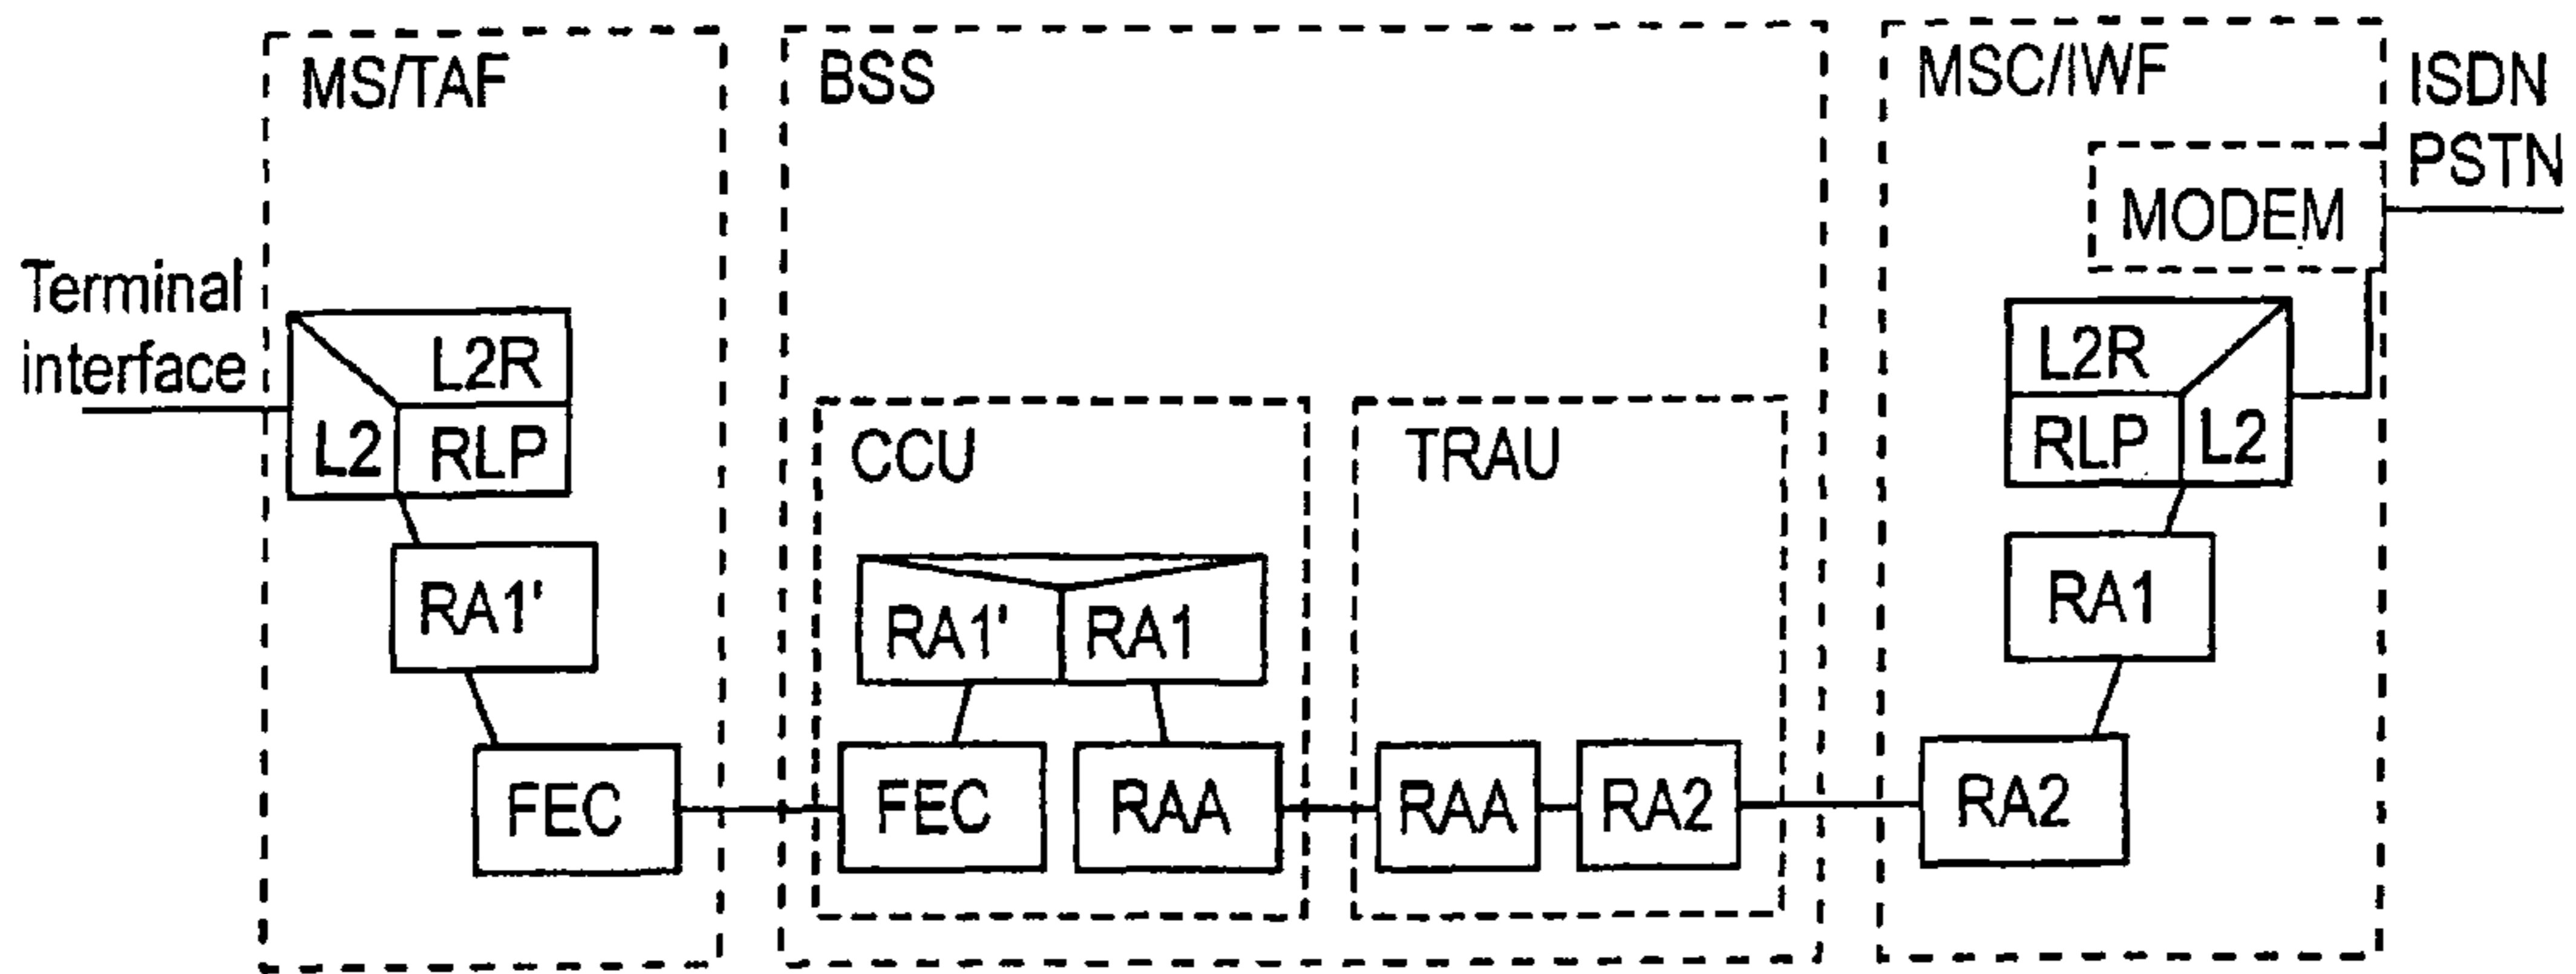 MS/TAF
BSS
MSC/IWF
ISDN
PSTN
MODEM
Terminal
interface
L2R
L2
RLP
L2R
RLP
L2
CCU
TRAU
RA1'
RA1'
RA1
RA1
FEC
FEC
RAA
RAA
RA2
RA2